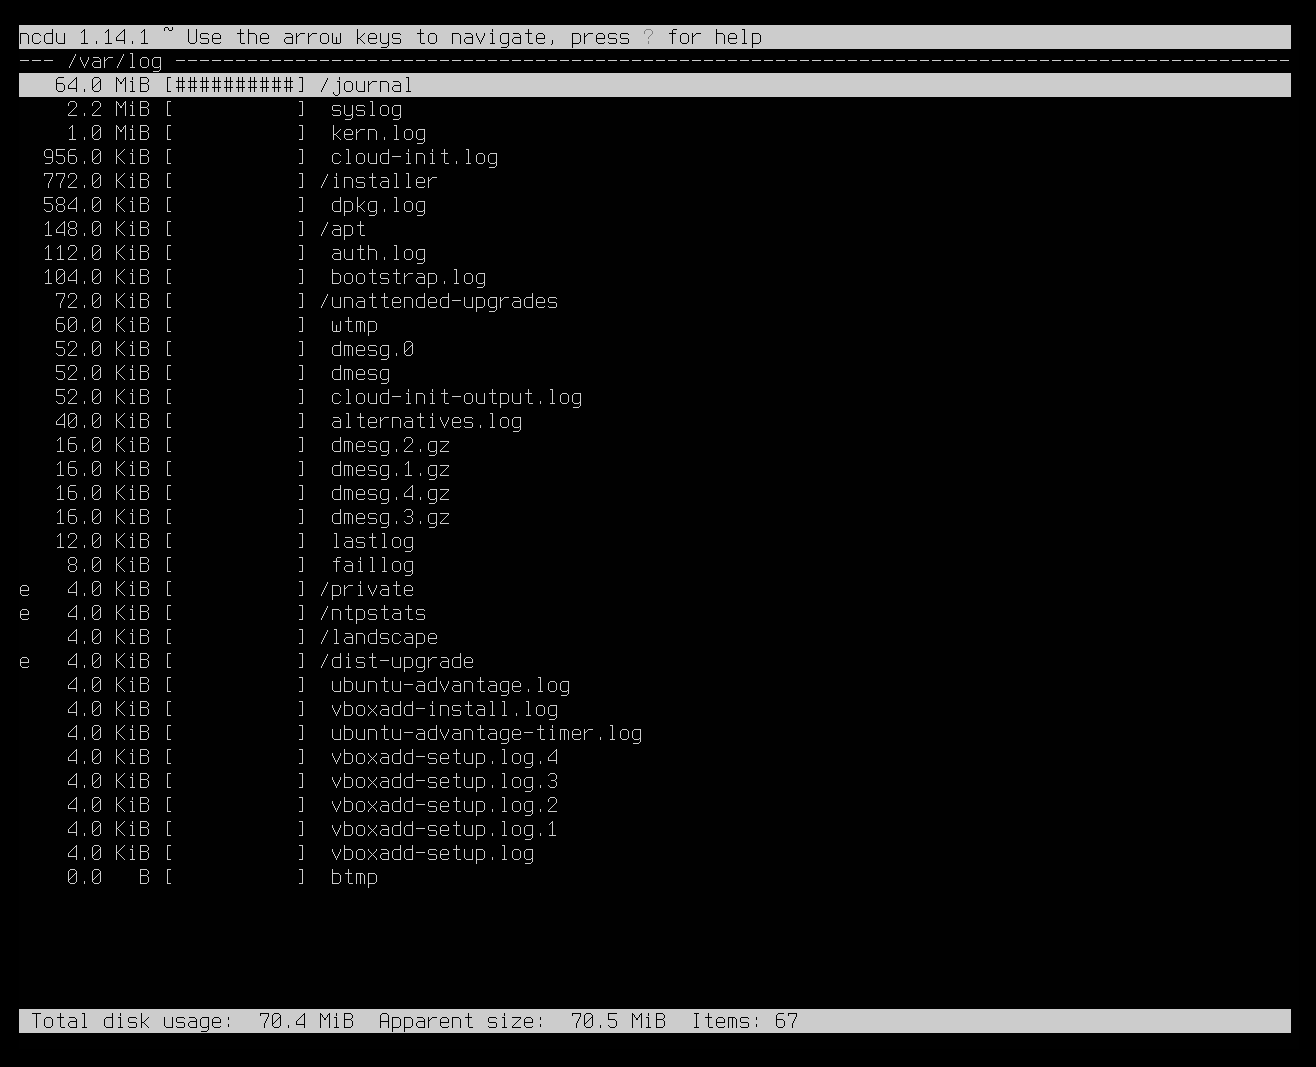 ncdu 1.14.1 ~ Use the arrow keys to navigate, press ? for help
--- /var/log ---------------------------------------------------------------------------------------------
   64.0 MiB [##########] /journal
    2.2 MiB [          ]  syslog
    1.0 MiB [          ]  kern.log
  956.0 KiB [          ]  cloud-init.log
  772.0 KiB [          ] /installer
  584.0 KiB [          ]  dpkg.log
  148.0 KiB [          ] /apt
  112.0 KiB [          ]  auth.log
  104.0 KiB [          ]  bootstrap.log
   72.0 KiB [          ] /unattended-upgrades
   60.0 KiB [          ]  wtmp
   52.0 KiB [          ]  dmesg.0
   52.0 KiB [          ]  dmesg
   52.0 KiB [          ]  cloud-init-output.log
   40.0 KiB [          ]  alternatives.log
   16.0 KiB [          ]  dmesg.2.gz
   16.0 KiB [          ]  dmesg.1.gz
   16.0 KiB [          ]  dmesg.4.gz
   16.0 KiB [          ]  dmesg.3.gz
   12.0 KiB [          ]  lastlog
    8.0 KiB [          ]  faillog
e   4.0 KiB [          ] /private
e   4.0 KiB [          ] /ntpstats
    4.0 KiB [          ] /landscape
e   4.0 KiB [          ] /dist-upgrade
    4.0 KiB [          ]  ubuntu-advantage.log
    4.0 KiB [          ]  vboxadd-install.log
    4.0 KiB [          ]  ubuntu-advantage-timer.log
    4.0 KiB [          ]  vboxadd-setup.log.4
    4.0 KiB [          ]  vboxadd-setup.log.3
    4.0 KiB [          ]  vboxadd-setup.log.2
    4.0 KiB [          ]  vboxadd-setup.log.1
    4.0 KiB [          ]  vboxadd-setup.log
    0.0   B [          ]  btmp
 Total disk usage:  70.4 MiB  Apparent size:  70.5 MiB  Items: 67